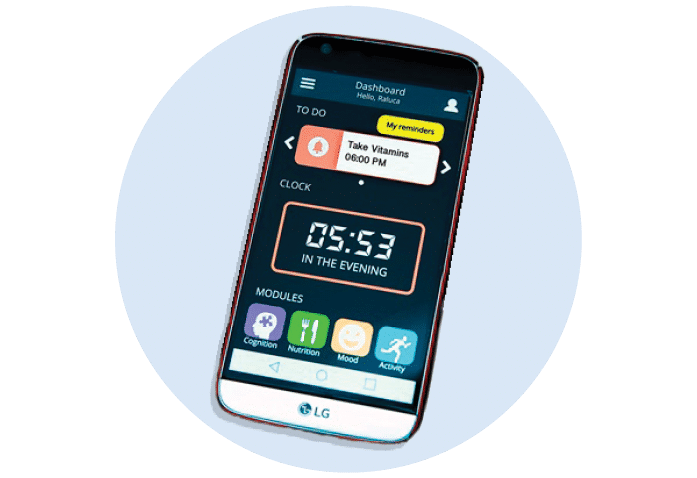 Dashboard
Hello, Raluca
TO DO
My reminders
Take Vitamins
06:00 PM
CLOCK
05:53
IN THE EVENING
MODULES
Cognition
Nutrition
Mood
Activity
LG